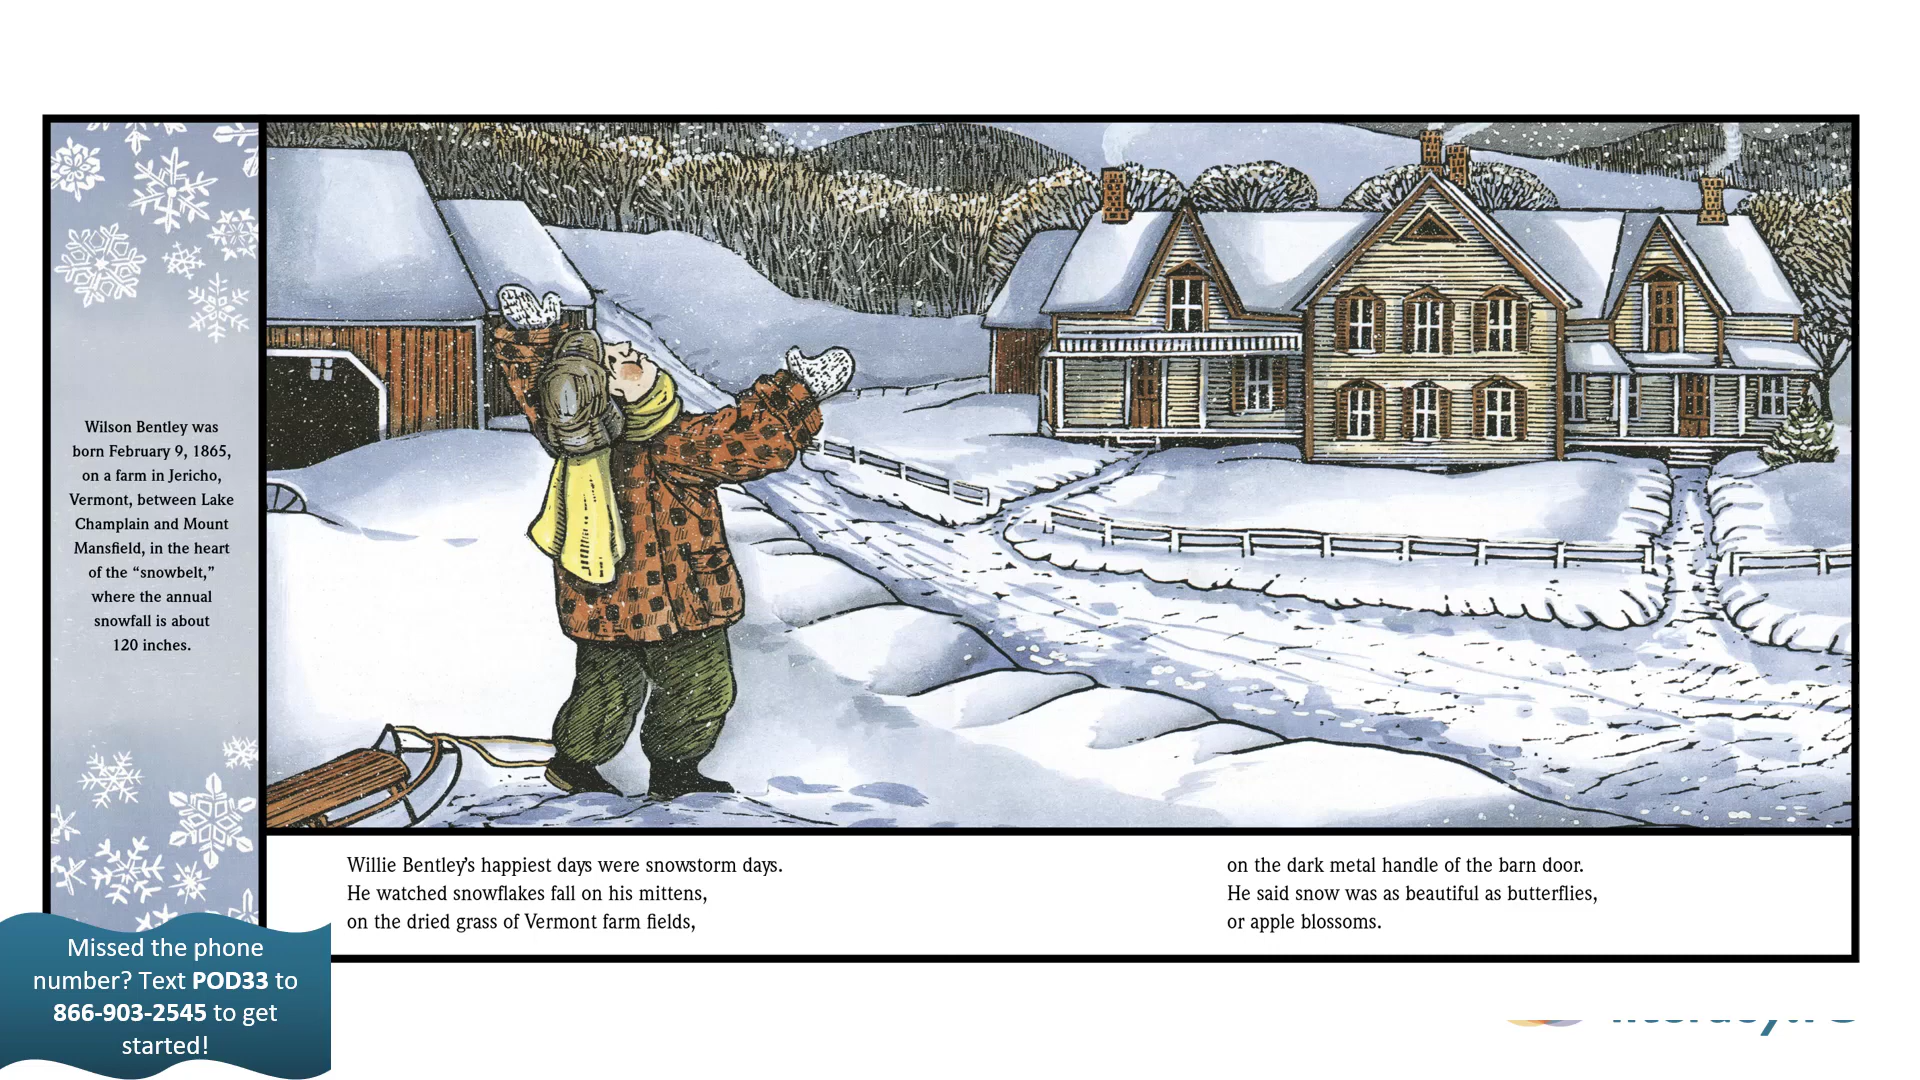 Wilson Bentley was
born February 9, 1865,
on a farm in Jericho,
Vermont, between Lake
Champlain and Mount
Mansfield, in the heart
of the “snowbelt,”
where the annual
snowfall is about
120 inches.
Willie Bentley’s happiest days were snowstorm days.
He watched snowflakes fall on his mittens,
on the dried grass of Vermont farm fields,
on the dark metal handle of the barn door.
He said snow was as beautiful as butterflies,
or apple blossoms.
Missed the phone
number? Text POD33 to
866-903-2545 to get
started!